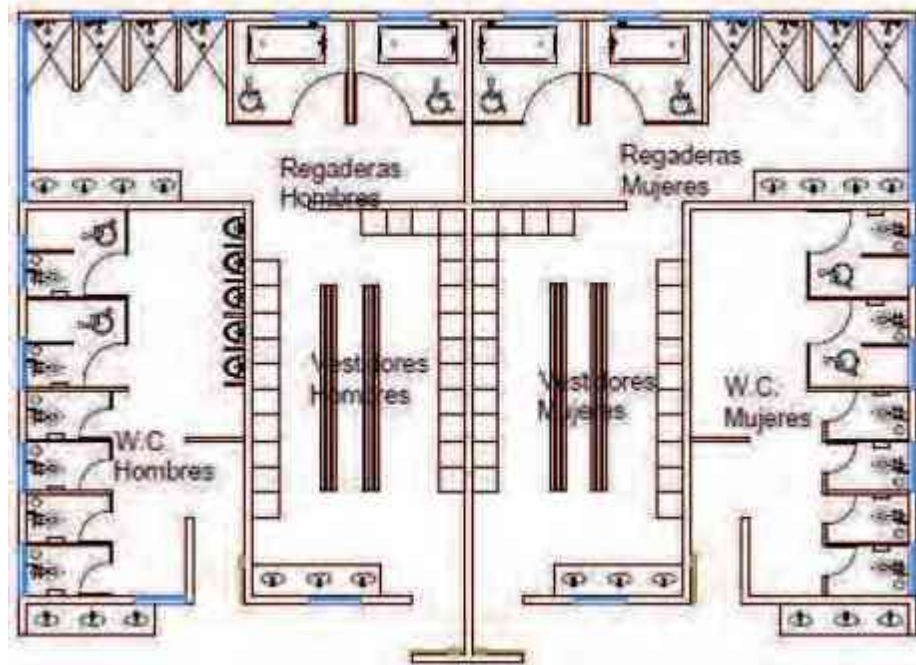 Regaderas
Hombres
Regaderas
Mujeres
Vestidores
Hombres
Vestidores
Mujeres
W.C.
Mujeres
W.C
Hombres